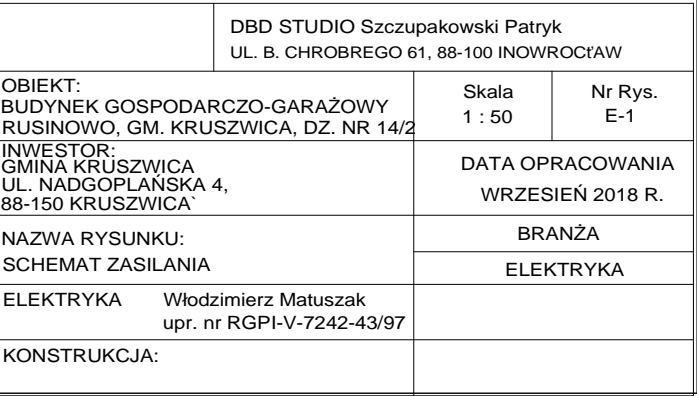 DBD STUDIO Szczupakowski Patryk
UL. B. CHROBREGO 61, 88-100 INOWROCťAW
OBIEKT:
BUDYNEK GOSPODARCZO-GARAŻOWY
RUSINOWO, GM. KRUSZWICA, DZ. NR 14/2
Skala
1 : 50
Nr Rys.
E-1
INWESTOR:
GMINA KRUSZWICA
UL. NADGOPLAŃSKA 4,
88-150 KRUSZWICA`
DATA OPRACOWANIA
WRZESIEŃ 2018 R.
NAZWA RYSUNKU:
SCHEMAT ZASILANIA
BRANŻA
ELEKTRYKA
ELEKTRYKA Włodzimierz Matuszak
upr. nr RGPI-V-7242-43/97
KONSTRUKCJA: